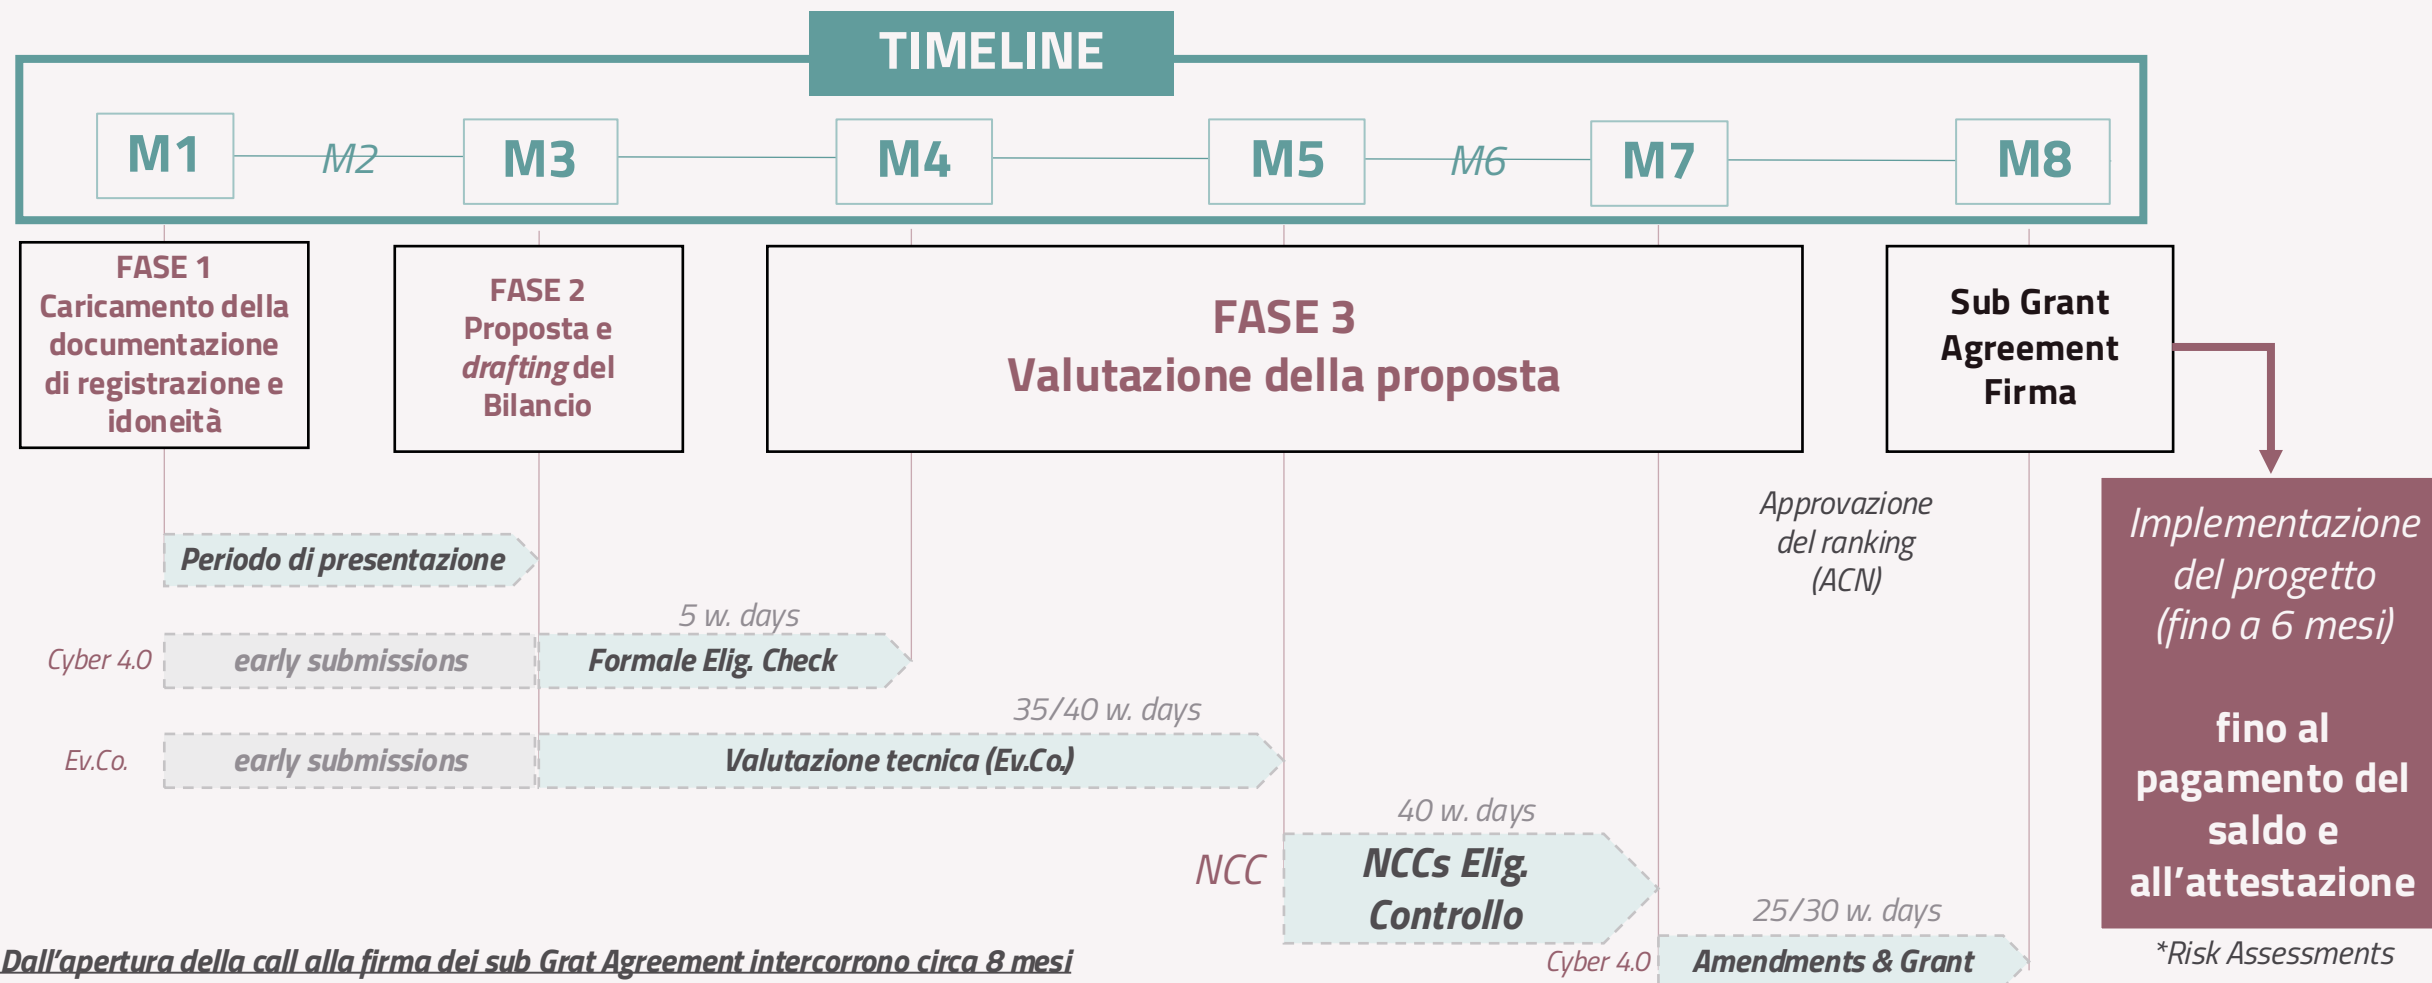 TIMELINE
M1
M2
M3
M4
M5
M6
M7
M8
FASE 1
Caricamento della
documentazione
di registrazione e
idoneità
FASE 2
Proposta e
drafting del
Bilancio
FASE 3
Valutazione della proposta
Sub Grant
Agreement
Firma
Approvazione
del ranking
(ACN)
Implementazione
del progetto
(fino a 6 mesi)
fino al
pagamento del
saldo e
all’attestazione
Periodo di presentazione
5 w. days
Cyber 4.0
early submissions
Formale Elig. Check
35/40 w. days
Ev.Co.
early submissions
Valutazione tecnica (Ev.Co.)
40 w. days
NCC
NCCs Elig.
Controllo
25/30 w. days
Cyber 4.0
Amendments & Grant
*Risk Assessments
Dall’apertura della call alla firma dei sub Grat Agreement intercorrono circa 8 mesi